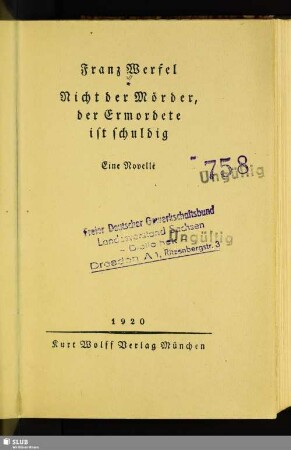 Franz Werfel
Nicht der Mörder,
der Ermordete
ist schuldig
Eine Novelle
758
Ungültig
Freier Deutscher Gewerkschaftsbund
Landesvorstand Sachsen
Ungültig
Dresden A 1, Ritzenbergstr. 3
1920
Kurt Wolff Verlag München
SLUB